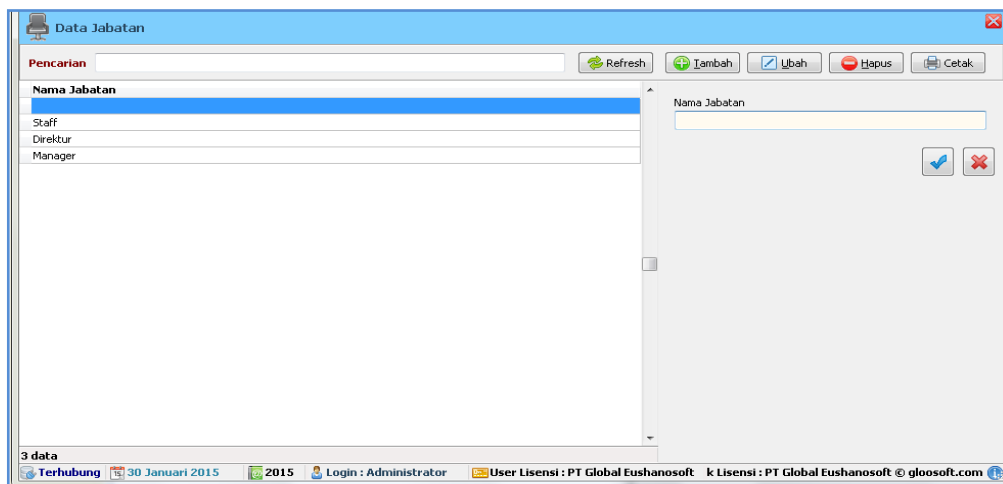 Data Jabatan
Pencarian Refresh Tambah Ubah Hapus Cetak
Nama Jabatan
Nama Jabatan
Staff
Direktur
Manager
3 data
Terhubung 15 30 Januari 2015 2015 Login : Administrator User Lisensi : PT Global Eushanosoft k Lisensi : PT Global Eushanosoft © gloosoft.com